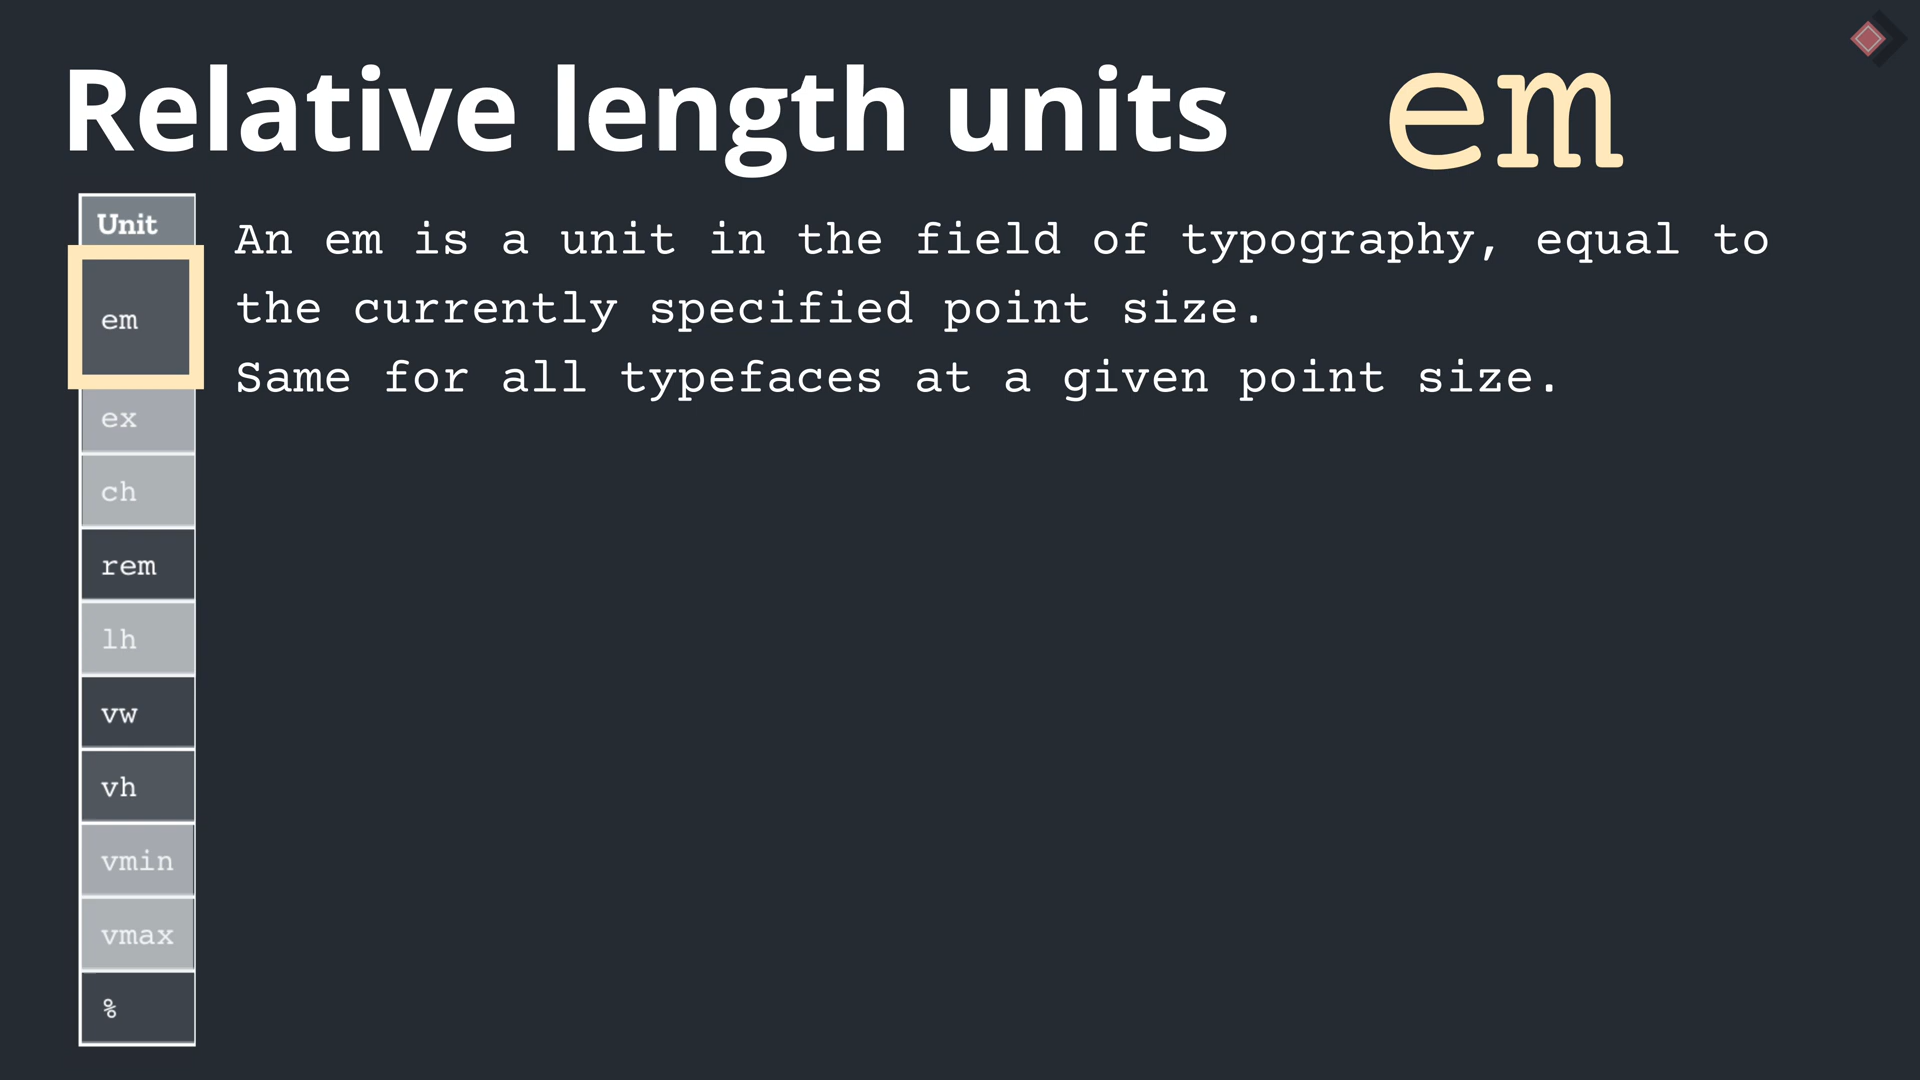 Relative length units em
Unit
em
ex
ch
rem
lh
vw
vh
vmin
vmax
%
An em is a unit in the field of typography, equal to
the currently specified point size.
Same for all typefaces at a given point size.